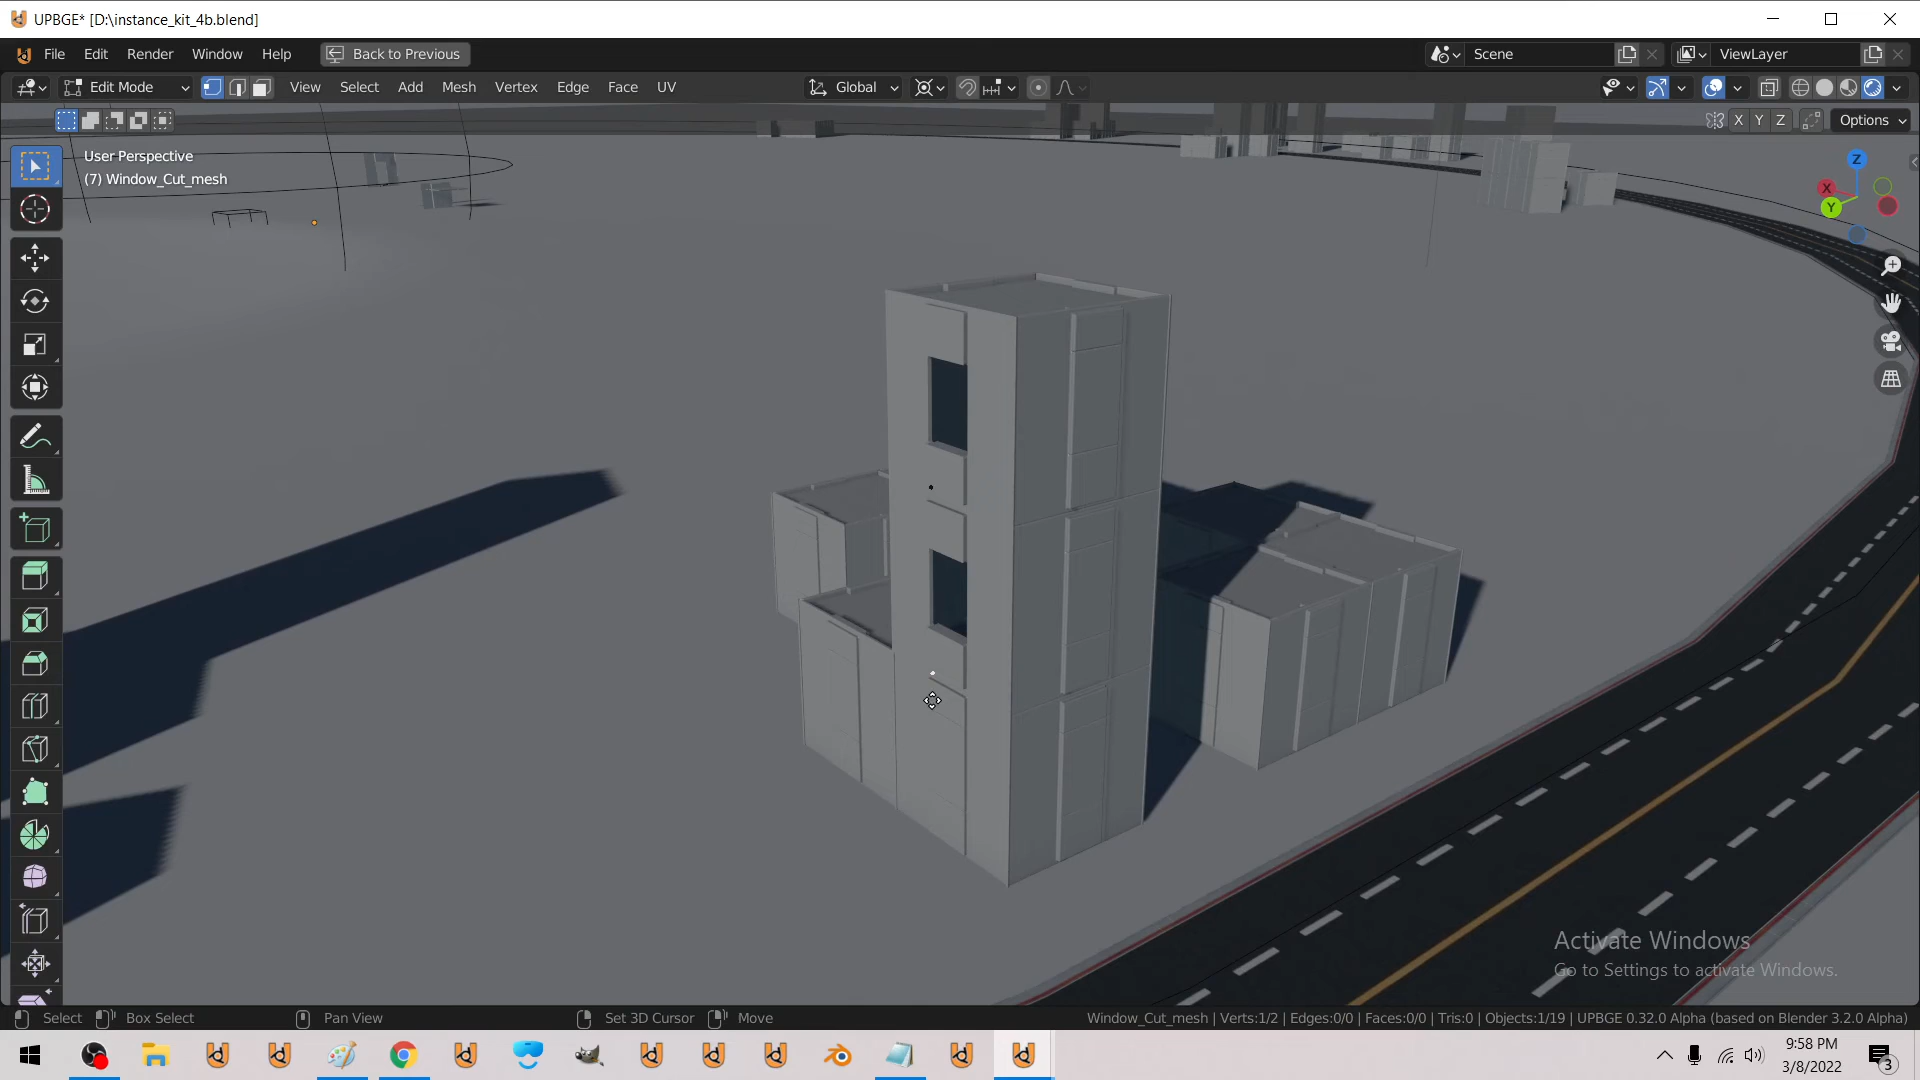 UPBGE* [D:\instance_kit_4b.blend]
File Edit Render Window Help Back to Previous Scene ViewLayer
Edit Mode View Select Add Mesh Vertex Edge Face UV Global
X Y Z Options
User Perspective
(7) Window_Cut_mesh
Z
X
Y
Activate Windows
Go to Settings to activate Windows.
Select Box Select Pan View Set 3D Cursor Move Window_Cut_mesh | Verts:1/2 | Edges:0/0 | Faces:0/0 | Tris:0 | Objects:1/19 | UPBGE 0.32.0 Alpha (based on Blender 3.2.0 Alpha)
9:58 PM
3/8/2022
3